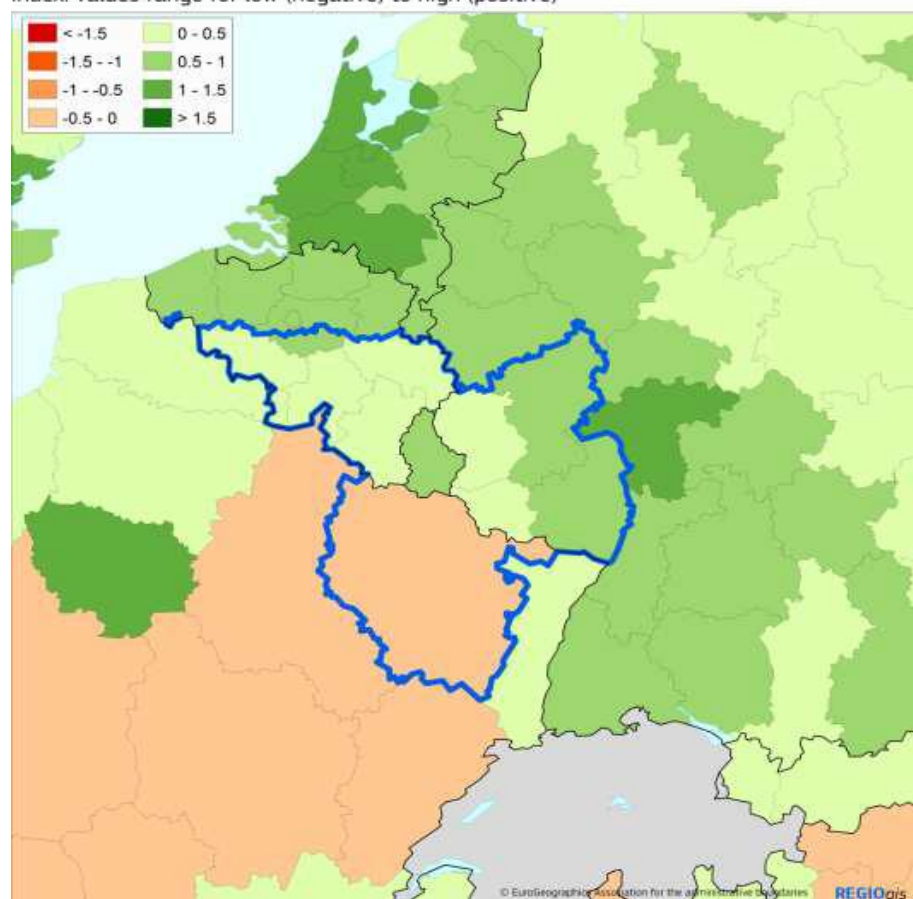 Index: values range for low (negative) to high (positive)
< -1.5
-1.5 - -1
-1 - -0.5
-0.5 - 0
0 - 0.5
0.5 - 1
1 - 1.5
> 1.5
© EuroGeographics Association for the administrative boundaries
REGIOgis